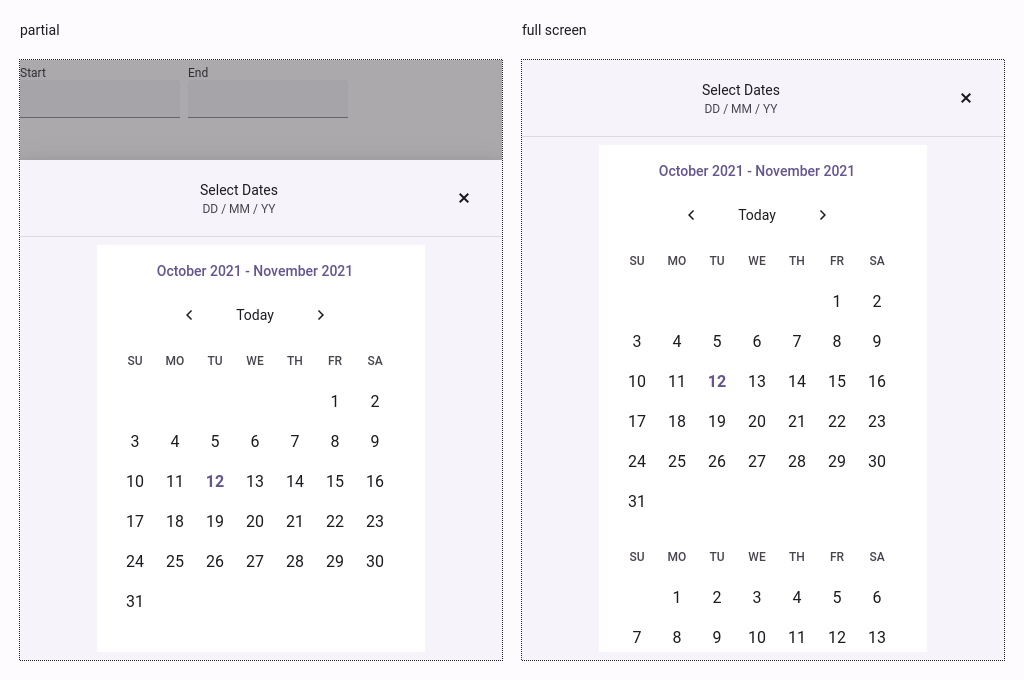 partial
Start End
Select Dates
DD / MM / YY
×
October 2021 - November 2021
Today
SU MO TU WE TH FR SA
1 2
3 4 5 6 7 8 9
10 11 12 13 14 15 16
17 18 19 20 21 22 23
24 25 26 27 28 29 30
31
full screen
Select Dates
DD / MM / YY
×
October 2021 - November 2021
Today
SU MO TU WE TH FR SA
1 2
3 4 5 6 7 8 9
10 11 12 13 14 15 16
17 18 19 20 21 22 23
24 25 26 27 28 29 30
31
SU MO TU WE TH FR SA
1 2 3 4 5 6
7 8 9 10 11 12 13